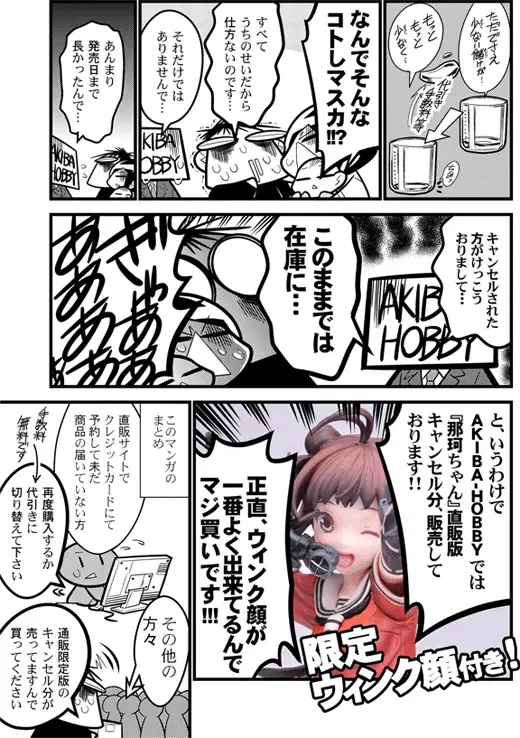 ただでさえ
少ない儲けが…
もっと
もっと
少なく…
代引き
手数料等
なんでそんな
コトしマスカ!!?
すべて
うちのせいだから
仕方ないのです…
それだけでは
ありませんで…
AKIBA
HOBBY
あんまり
発売日まで
長かったんで…
AKIBA
HOBBY
キャンセルされた
方がけっこう
おりまして…
AKIBA
HOBBY
このままでは
在庫に…
ああ
ああ
ああ
と、いうわけで
AKIBA-HOBBYでは
『那珂ちゃん』直販版
キャンセル分、販売して
おります!!
正直、ウィンク顔が
一番よく出来てるんで
マジ買いです!!!
限定
ウィンク顔付き!
このマンガの
まとめ
直販サイトで
クレジットカードにて
予約して未だ
商品の届いていない方
再度購入するか
代引きに
切り替えて下さい
手数料
無料です
その他の
方々
通販限定版の
キャンセル分が
売ってますんで
買ってください